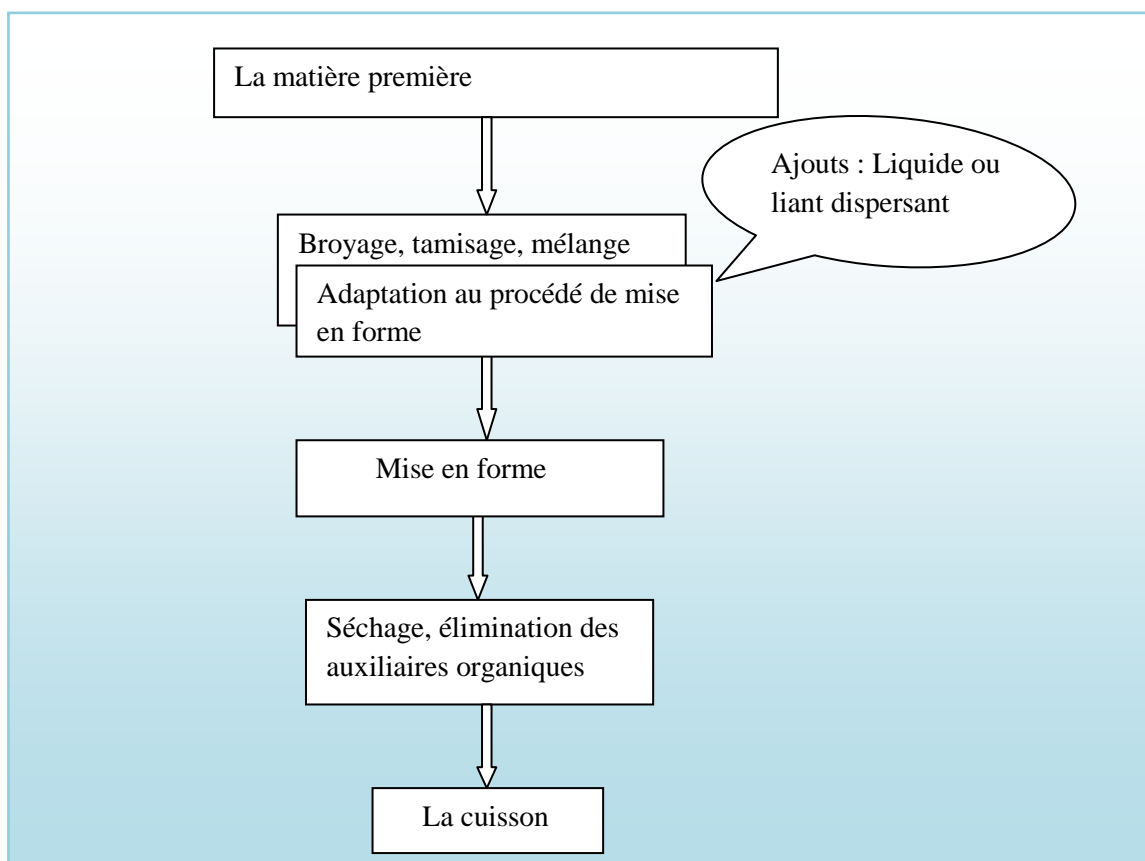 La matière première
Ajouts : Liquide ou
liant dispersant
Broyage, tamisage, mélange
Adaptation au procédé de mise
en forme
Mise en forme
Séchage, élimination des
auxiliaires organiques
La cuisson